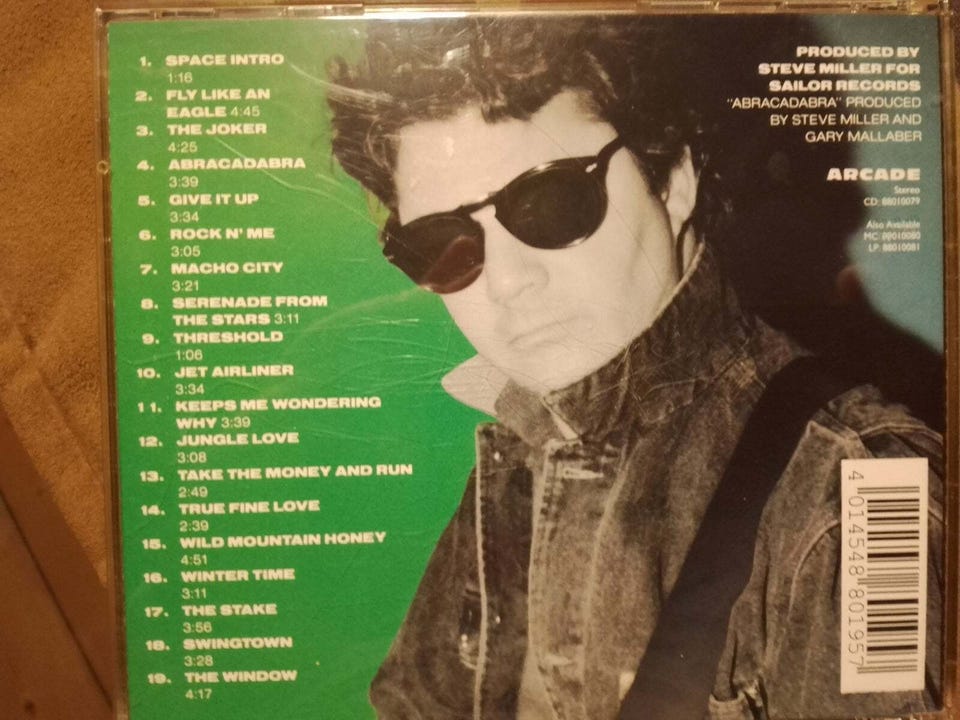 1. SPACE INTRO
1:16
2. FLY LIKE AN
EAGLE 4:45
3. THE JOKER
4:25
4. ABRACADABRA
3:39
5. GIVE IT UP
3:34
6. ROCK N' ME
3:05
7. MACHO CITY
3:21
8. SERENADE FROM
THE STARS 3:11
9. THRESHOLD
1:06
10. JET AIRLINER
3:34
11. KEEPS ME WONDERING
WHY 3:39
12. JUNGLE LOVE
3:08
13. TAKE THE MONEY AND RUN
2:49
14. TRUE FINE LOVE
2:39
15. WILD MOUNTAIN HONEY
4:51
16. WINTER TIME
3:11
17. THE STAKE
3:56
18. SWINGTOWN
3:28
19. THE WINDOW
4:17
PRODUCED BY
STEVE MILLER FOR
SAILOR RECORDS
"ABRACADABRA" PRODUCED
BY STEVE MILLER AND
GARY MALLABER
ARCADE
Stereo
CD: 88010079
Also Available
MC: 88010080
LP: 88010081
4 014548 801957